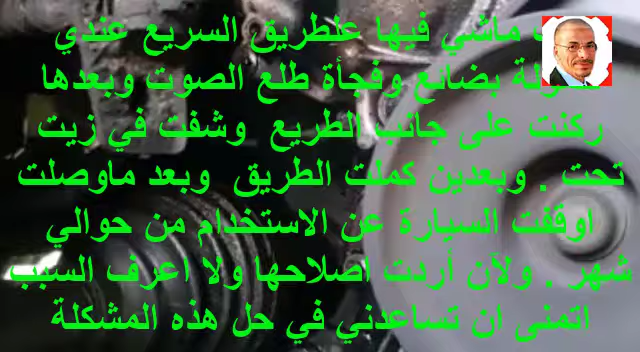 ماشي فيها علطريق السريع عندي
بضائع وفجأة طلع الصوت وبعدها
ركنت على جانب الطريع وشفت في زيت
تحت . وبعدين كملت الطريق وبعد ماوصلت
اوقفت السيارة عن الاستخدام من حوالي
شهر . ولآن أردت اصلاحها ولا اعرف السبب
اتمنى ان تساعدني في حل هذه المشكلة